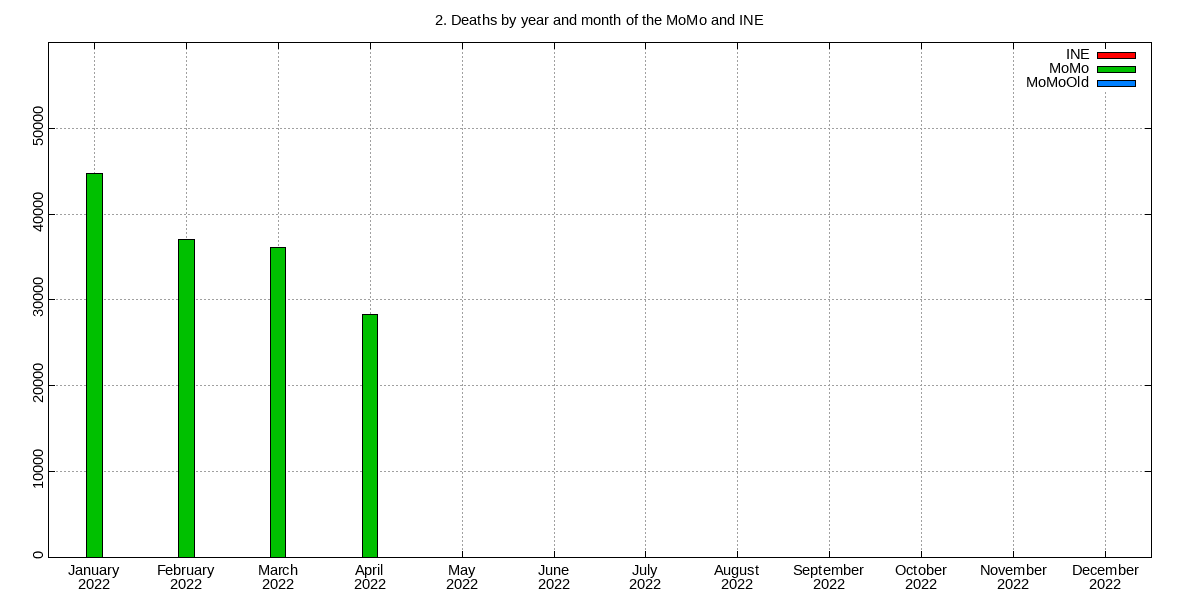 2. Deaths by year and month of the MoMo and INE
INE
MoMo
MoMoOld
50000
40000
30000
20000
10000
0
January February March April May June July August September October November December
2022 2022 2022 2022 2022 2022 2022 2022 2022 2022 2022 2022